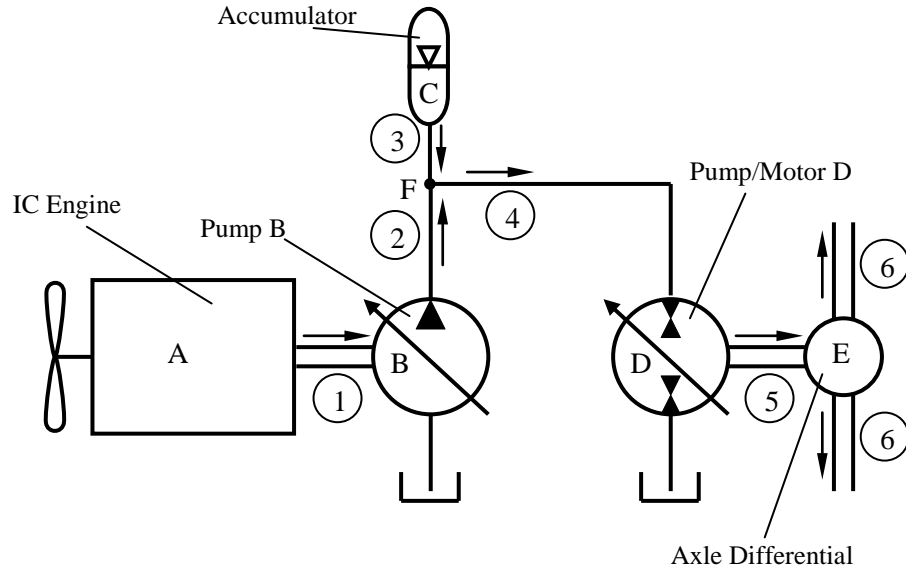 Accumulator
C
3
F
4
Pump/Motor D
IC Engine
Pump B
2
6
A
B
D
E
1
5
6
Axle Differential